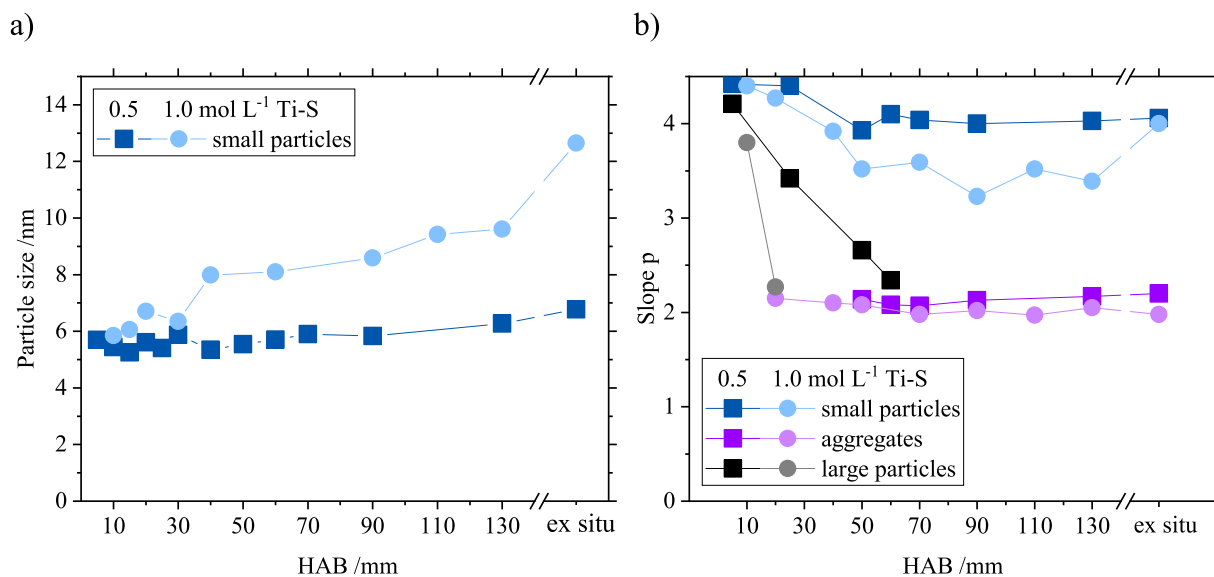 a)
Particle size /nm
14
12
10
8
6
4
2
0
0.5 1.0 mol L⁻¹ Ti-S
small particles
10 30 50 70 90 110 130 ex situ
HAB /mm
b)
Slope p
4
3
2
1
0
0.5 1.0 mol L⁻¹ Ti-S
small particles
aggregates
large particles
10 30 50 70 90 110 130 ex situ
HAB /mm